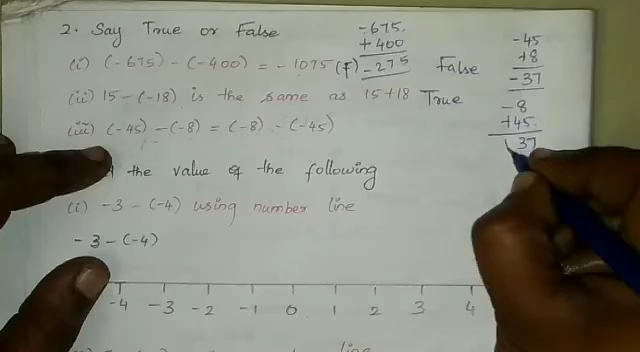 2. Say True or False
(i) (-675) - (-400) = - 1075 (F) False
-675.
+400
-275
(ii) 15 - (-18) is the same as 15+18 True
(iii) (-45) - (-8) = (-8) - (-45)
-45
+8
-37
-8
+45.
37
the value of the following
(i) -3 - (-4) using number line
-3 - (-4)
-4 -3 -2 -1 0 1 2 3 4
line